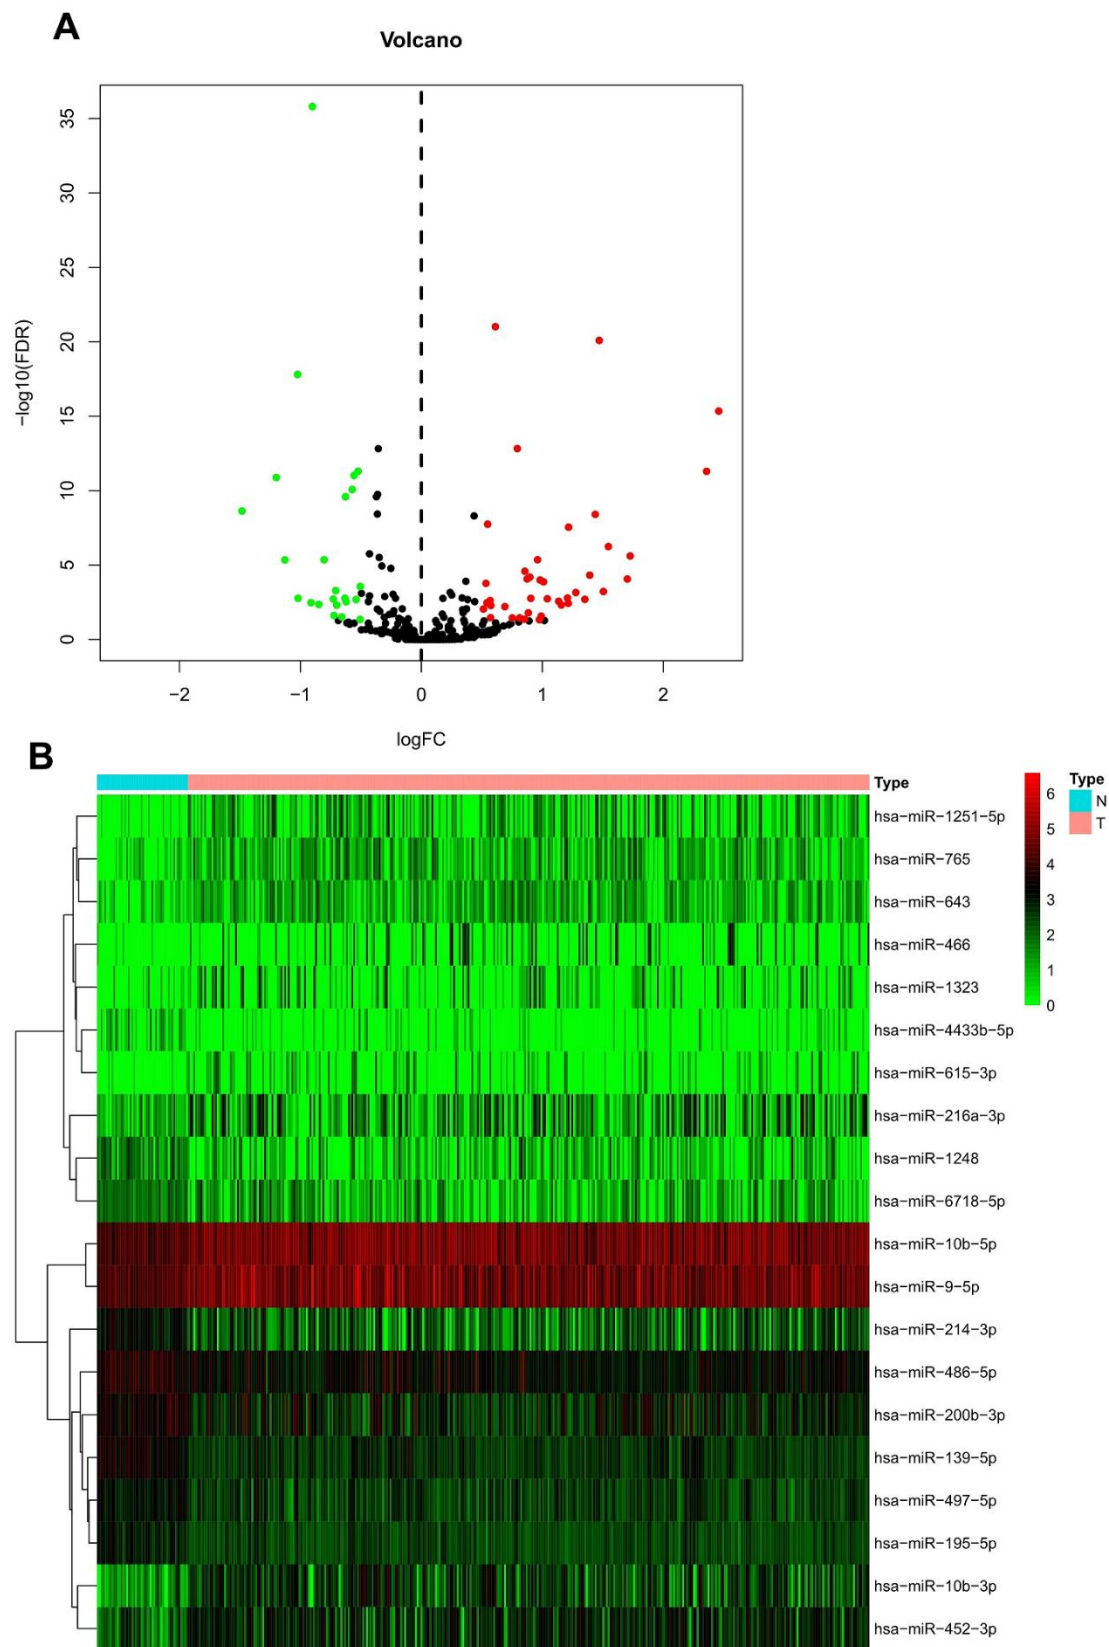 A
Volcano
−log10(FDR)
35
30
25
20
15
10
5
0
−2 −1 0 1 2
logFC
B
Type
hsa−miR−1251−5p
hsa−miR−765
hsa−miR−643
hsa−miR−466
hsa−miR−1323
hsa−miR−4433b−5p
hsa−miR−615−3p
hsa−miR−216a−3p
hsa−miR−1248
hsa−miR−6718−5p
hsa−miR−10b−5p
hsa−miR−9−5p
hsa−miR−214−3p
hsa−miR−486−5p
hsa−miR−200b−3p
hsa−miR−139−5p
hsa−miR−497−5p
hsa−miR−195−5p
hsa−miR−10b−3p
hsa−miR−452−3p
6
5
4
3
2
1
0
Type
N
T